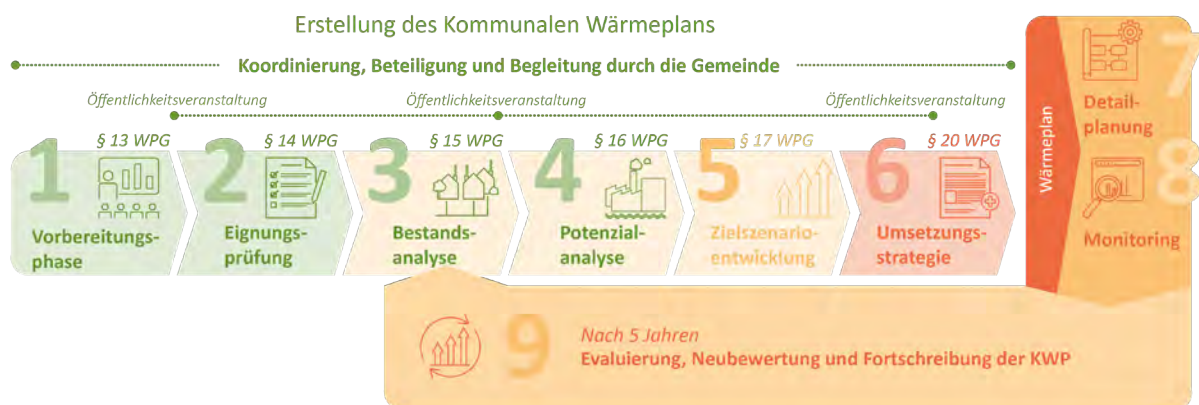 Erstellung des Kommunalen Wärmeplans
Koordinierung, Beteiligung und Begleitung durch die Gemeinde
Öffentlichkeitsveranstaltung
Öffentlichkeitsveranstaltung
Öffentlichkeitsveranstaltung
1
§ 13 WPG
Vorbereitungs-
phase
2
§ 14 WPG
Eignungs-
prüfung
3
§ 15 WPG
Bestands-
analyse
4
§ 16 WPG
Potenzial-
analyse
5
§ 17 WPG
Zielszenario-
entwicklung
6
§ 20 WPG
Umsetzungs-
strategie
Wärmeplan
7
Detail-
planung
8
Monitoring
9
Nach 5 Jahren
Evaluierung, Neubewertung und Fortschreibung der KWP